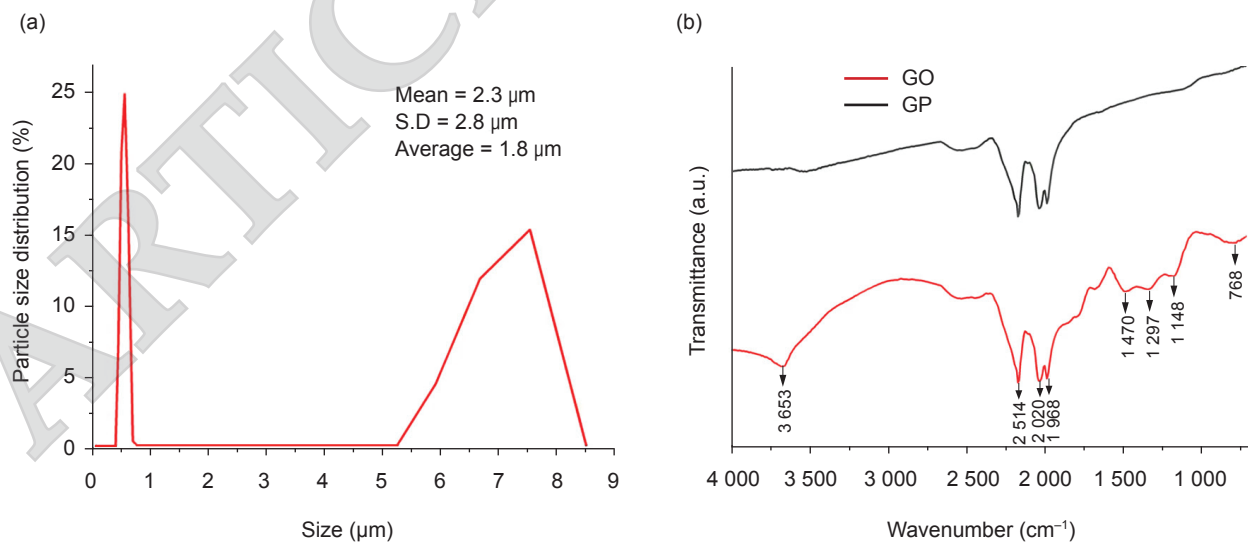 (a)
Particle size distribution (%)
25
20
15
10
5
0
Mean = 2.3 µm
S.D = 2.8 µm
Average = 1.8 µm
0 1 2 3 4 5 6 7 8 9
Size (µm)
ARTIC
(b)
Transmittance (a.u.)
GO
GP
3 653
2 514
2 020
1 968
1 470
1 297
1 148
768
4 000 3 500 3 000 2 500 2 000 1 500 1 000
Wavenumber (cm⁻¹)